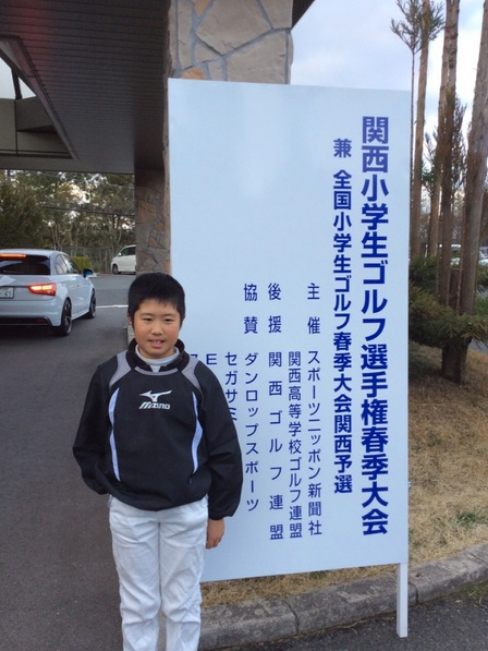 関西小学生ゴルフ選手権春季大会
兼 全国小学生ゴルフ春季大会関西予選
主催 スポーツニッポン新聞社
関西高等学校ゴルフ連盟
後援 関西ゴルフ連盟
協賛 ダンロップスポーツ
セガサミ
MIZUNO